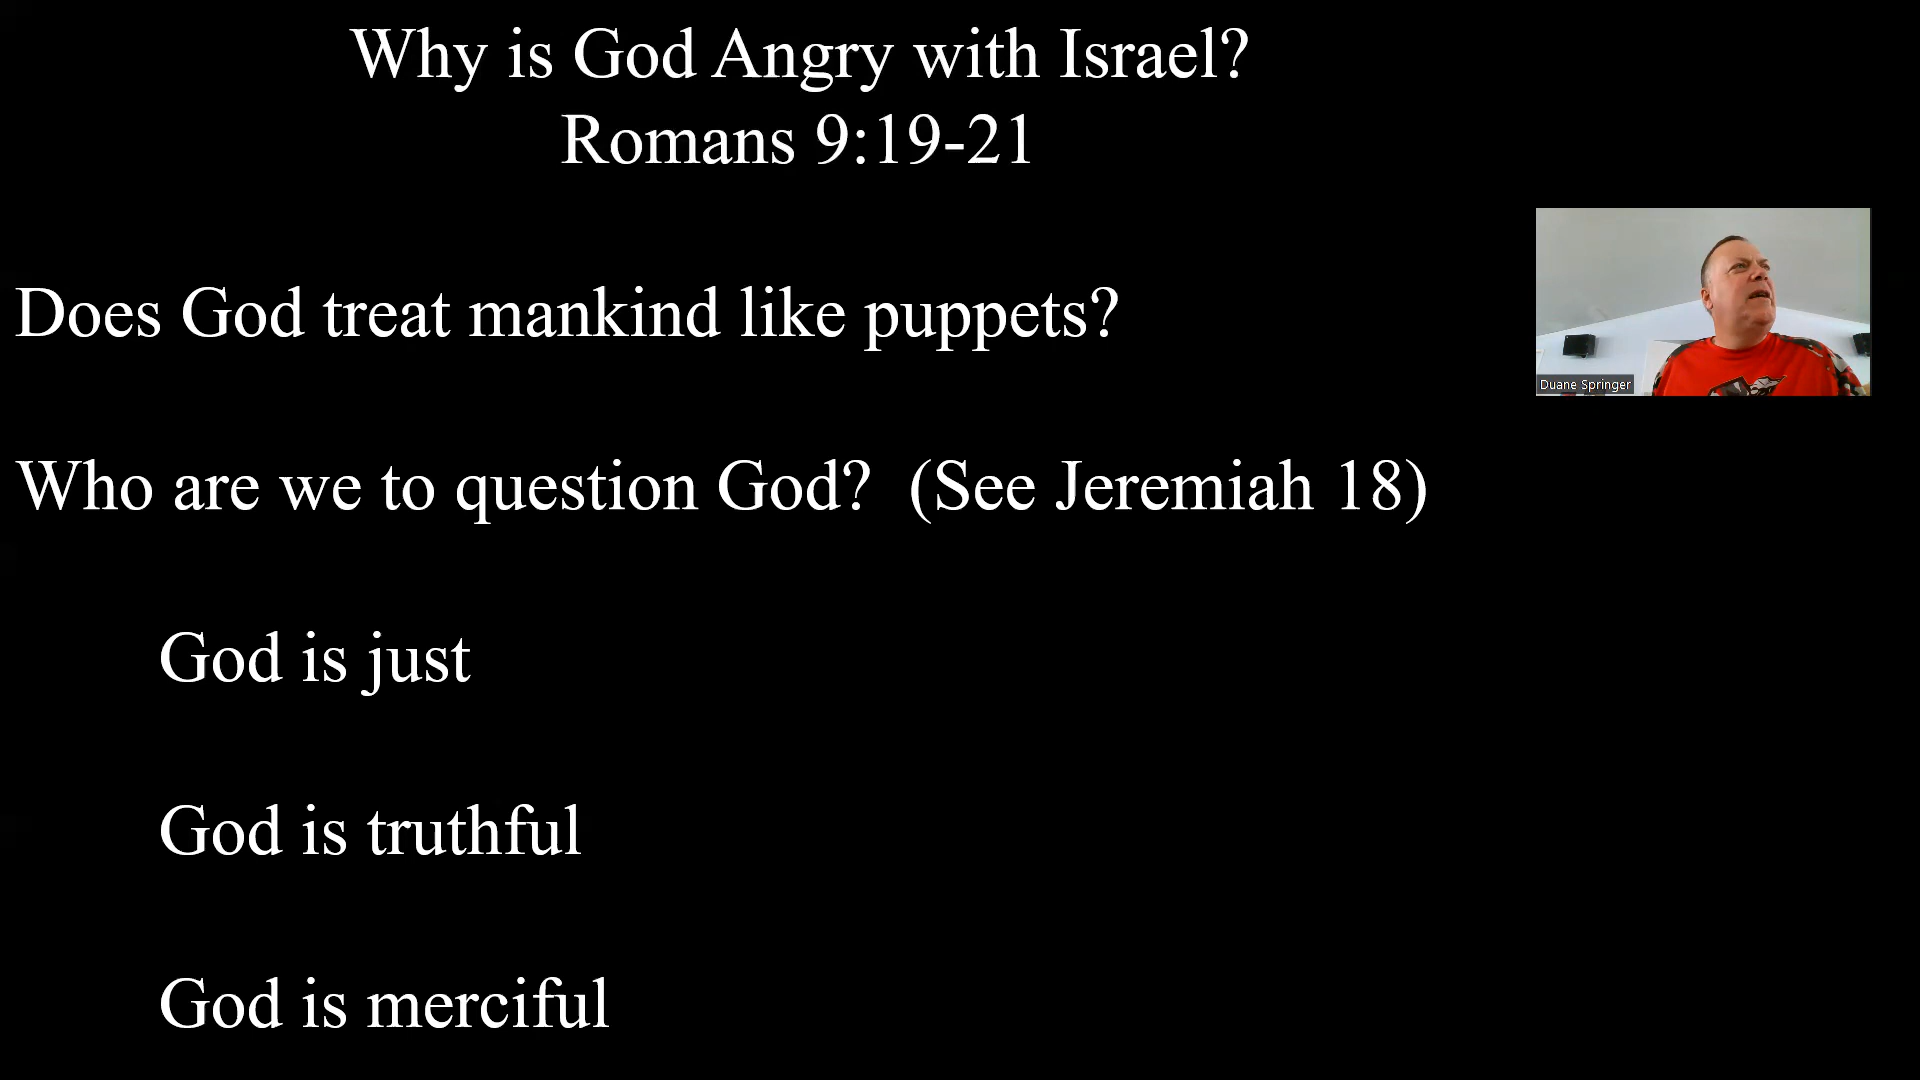 Why is God Angry with Israel?
Romans 9:19-21
Does God treat mankind like puppets?
Who are we to question God?  (See Jeremiah 18)
God is just
God is truthful
God is merciful
Duane Springer